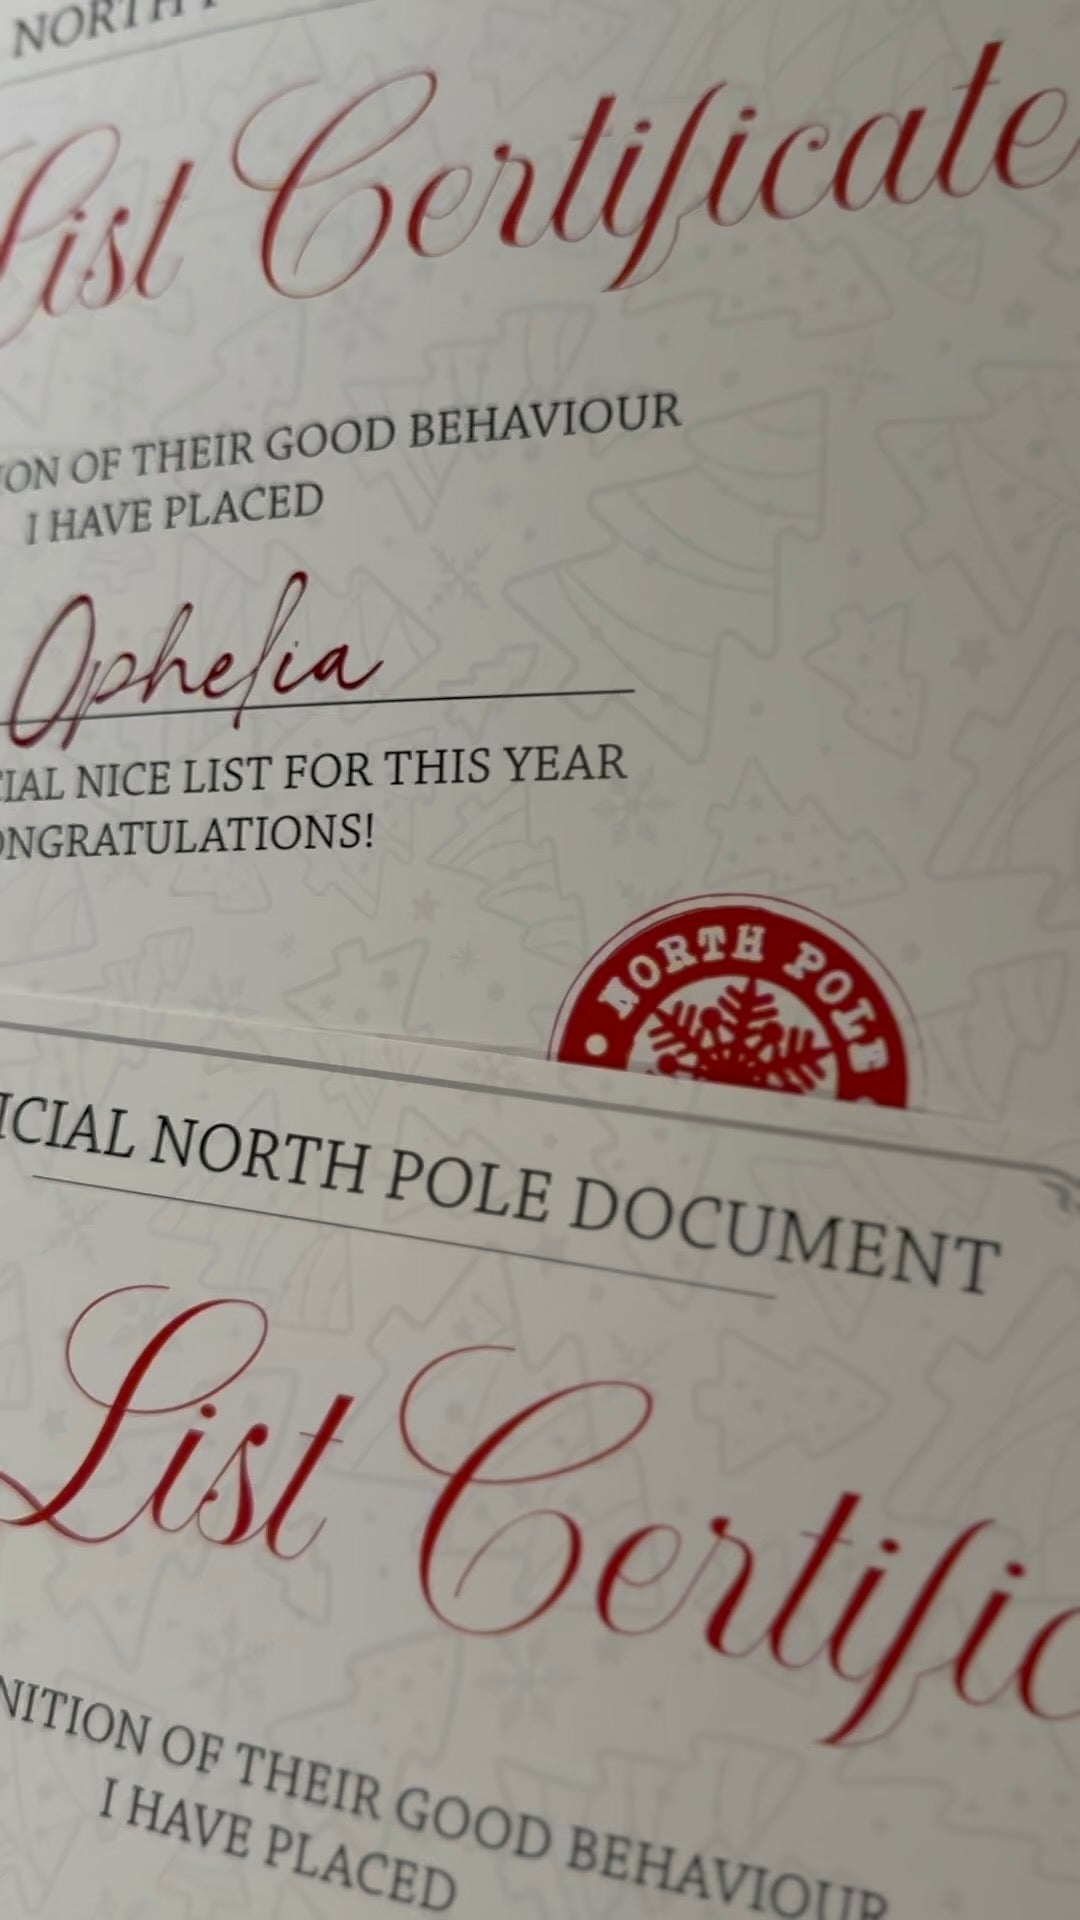 NORTH
List Certificate
ION OF THEIR GOOD BEHAVIOUR
I HAVE PLACED
Ophelia
CIAL NICE LIST FOR THIS YEAR
ONGRATULATIONS!
NORTH POLE
ICIAL NORTH POLE DOCUMENT
List Certific
NITION OF THEIR GOOD BEHAVIOUR
I HAVE PLACED